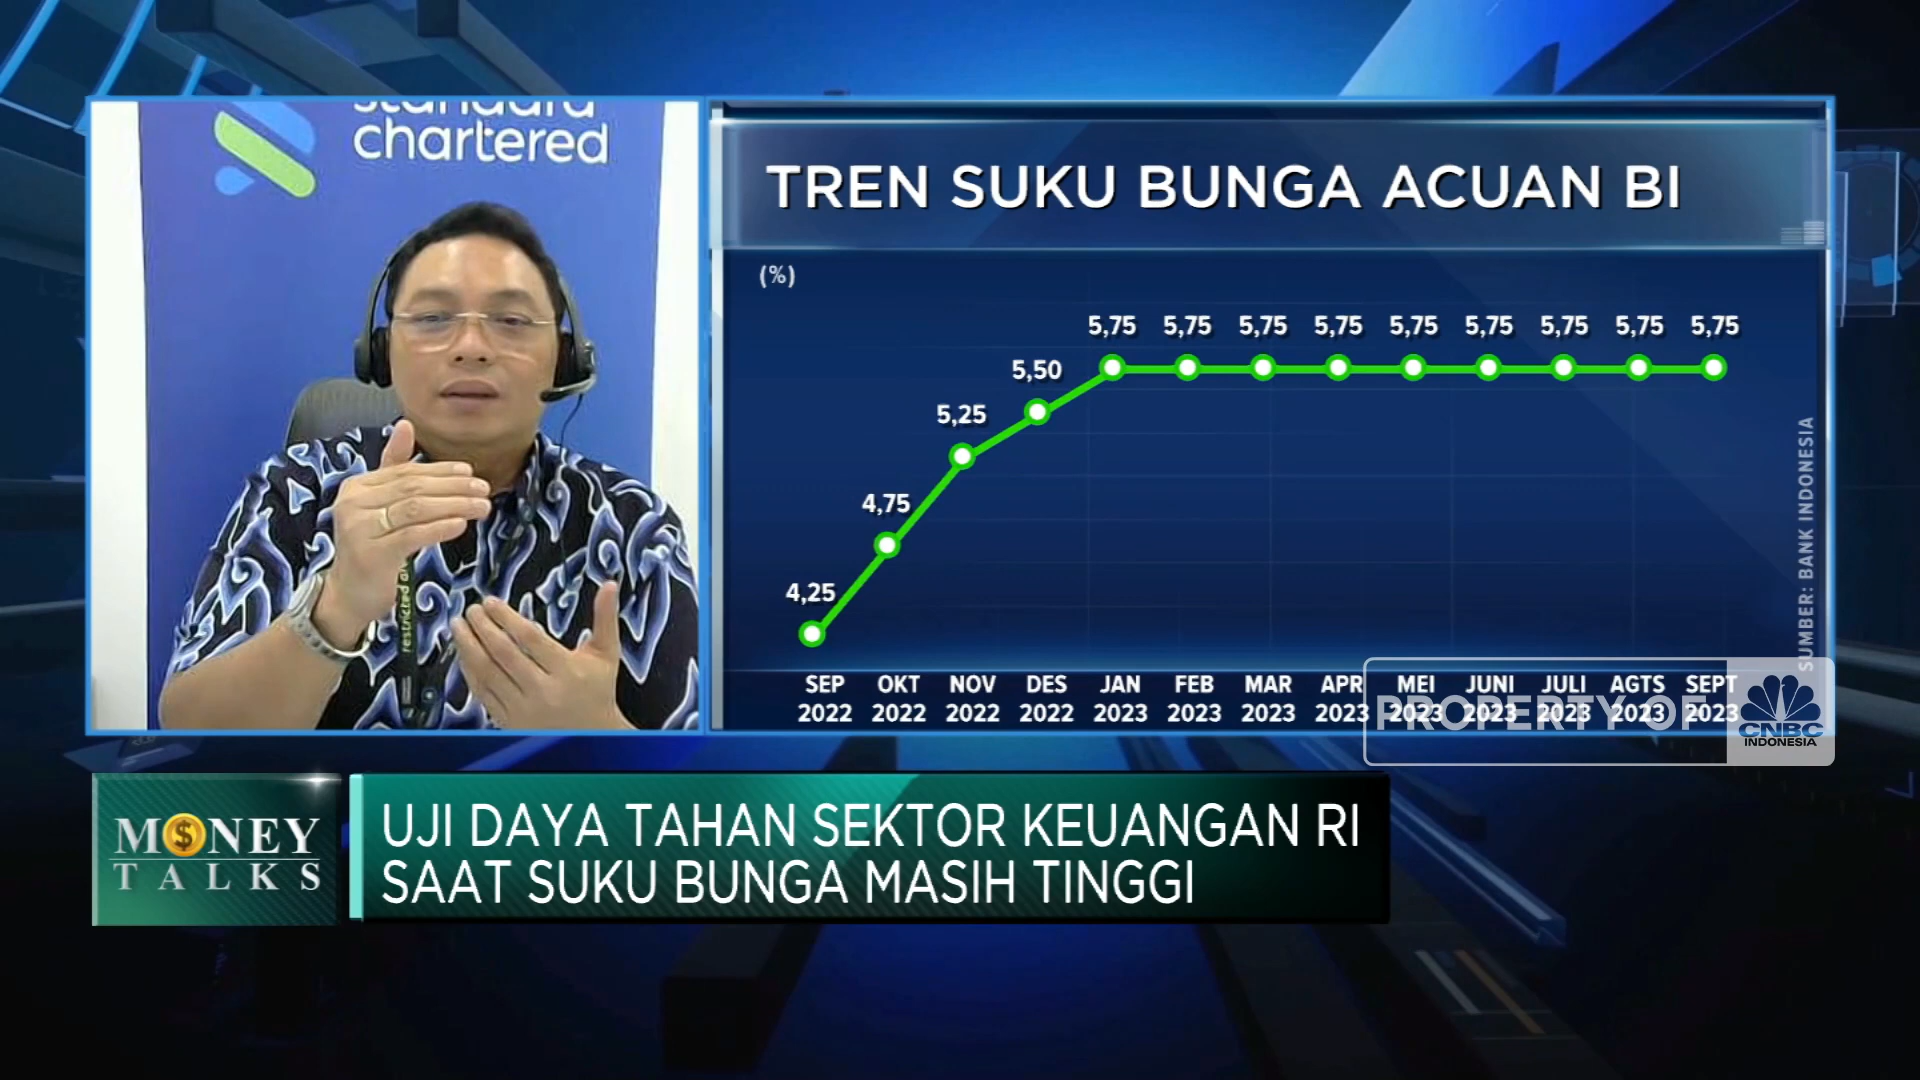 standard
chartered
restricted a
TREN SUKU BUNGA ACUAN BI
(%)
4,25
4,75
5,25
5,50
5,75 5,75 5,75 5,75 5,75 5,75 5,75 5,75 5,75
SEP 2022
OKT 2022
NOV 2022
DES 2022
JAN 2023
FEB 2023
MAR 2023
APR 2023
MEI 2023
JUNI 2023
JULI 2023
AGTS 2023
SEPT 2023
SUMBER: BANK INDONESIA
PROPERTY OF
CNBC
INDONESIA
MONEY
TALKS
UJI DAYA TAHAN SEKTOR KEUANGAN RI
SAAT SUKU BUNGA MASIH TINGGI